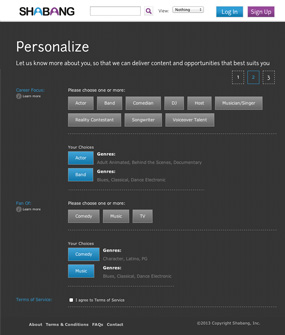 SHABANG
View: Nothing
Log In
Sign Up
Personalize
Let us know more about you, so that we can deliver content and opportunities that best suits you
1 2 3
Career Focus:
Learn more
Please choose one or more:
Actor Band Comedian DJ Host Musician/Singer
Reality Contestant Songwriter Voiceover Talent
Your Choices
Actor
Genres:
Adult Animated, Behind the Scenes, Documentary
Band
Genres:
Blues, Classical, Dance Electronic
Fan Of:
Learn more
Please choose one or more:
Comedy Music TV
Your Choices
Comedy
Genres:
Character, Latina, PG
Music
Genres:
Blues, Classical, Dance Electronic
Terms of Service:
I agree to Terms of Service
About Terms & Conditions FAQs Contact
©2013 Copyright Shabang, Inc.